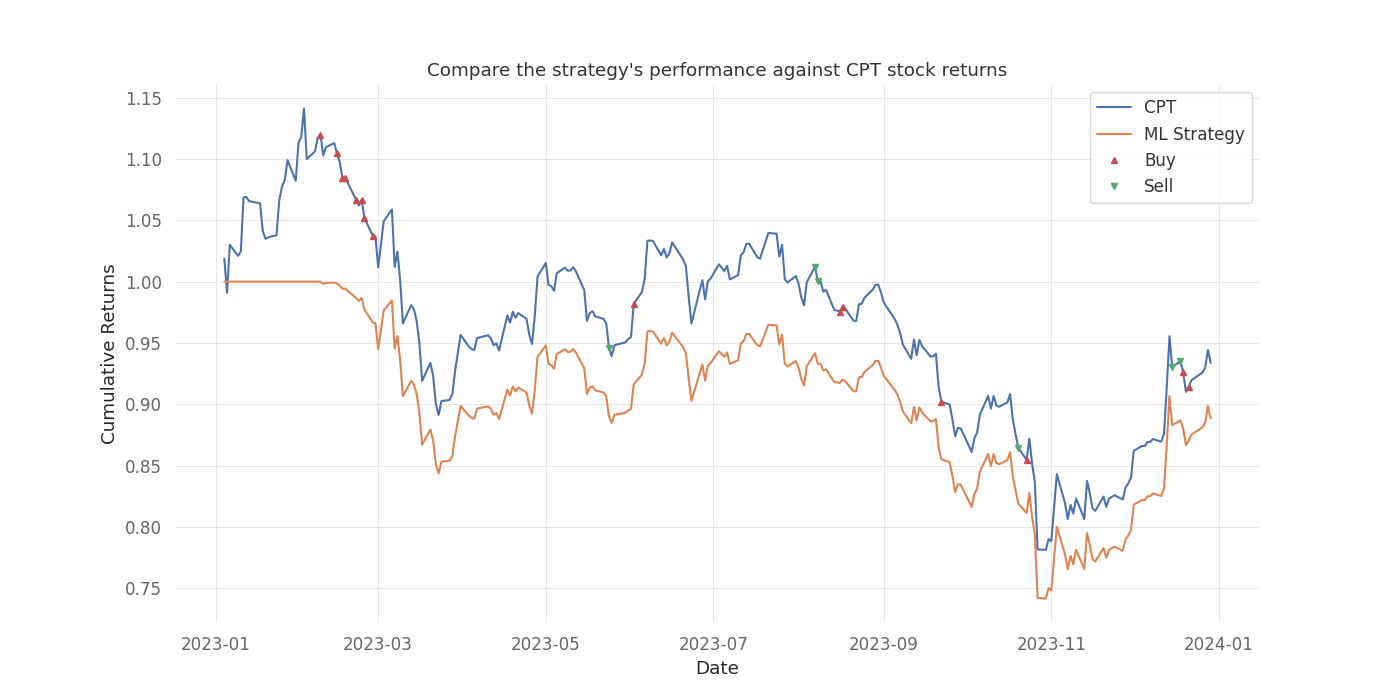 Compare the strategy's performance against CPT stock returns
CPT
ML Strategy
Buy
Sell
Cumulative Returns
1.15
1.10
1.05
1.00
0.95
0.90
0.85
0.80
0.75
2023-01
2023-03
2023-05
2023-07
2023-09
2023-11
2024-01
Date